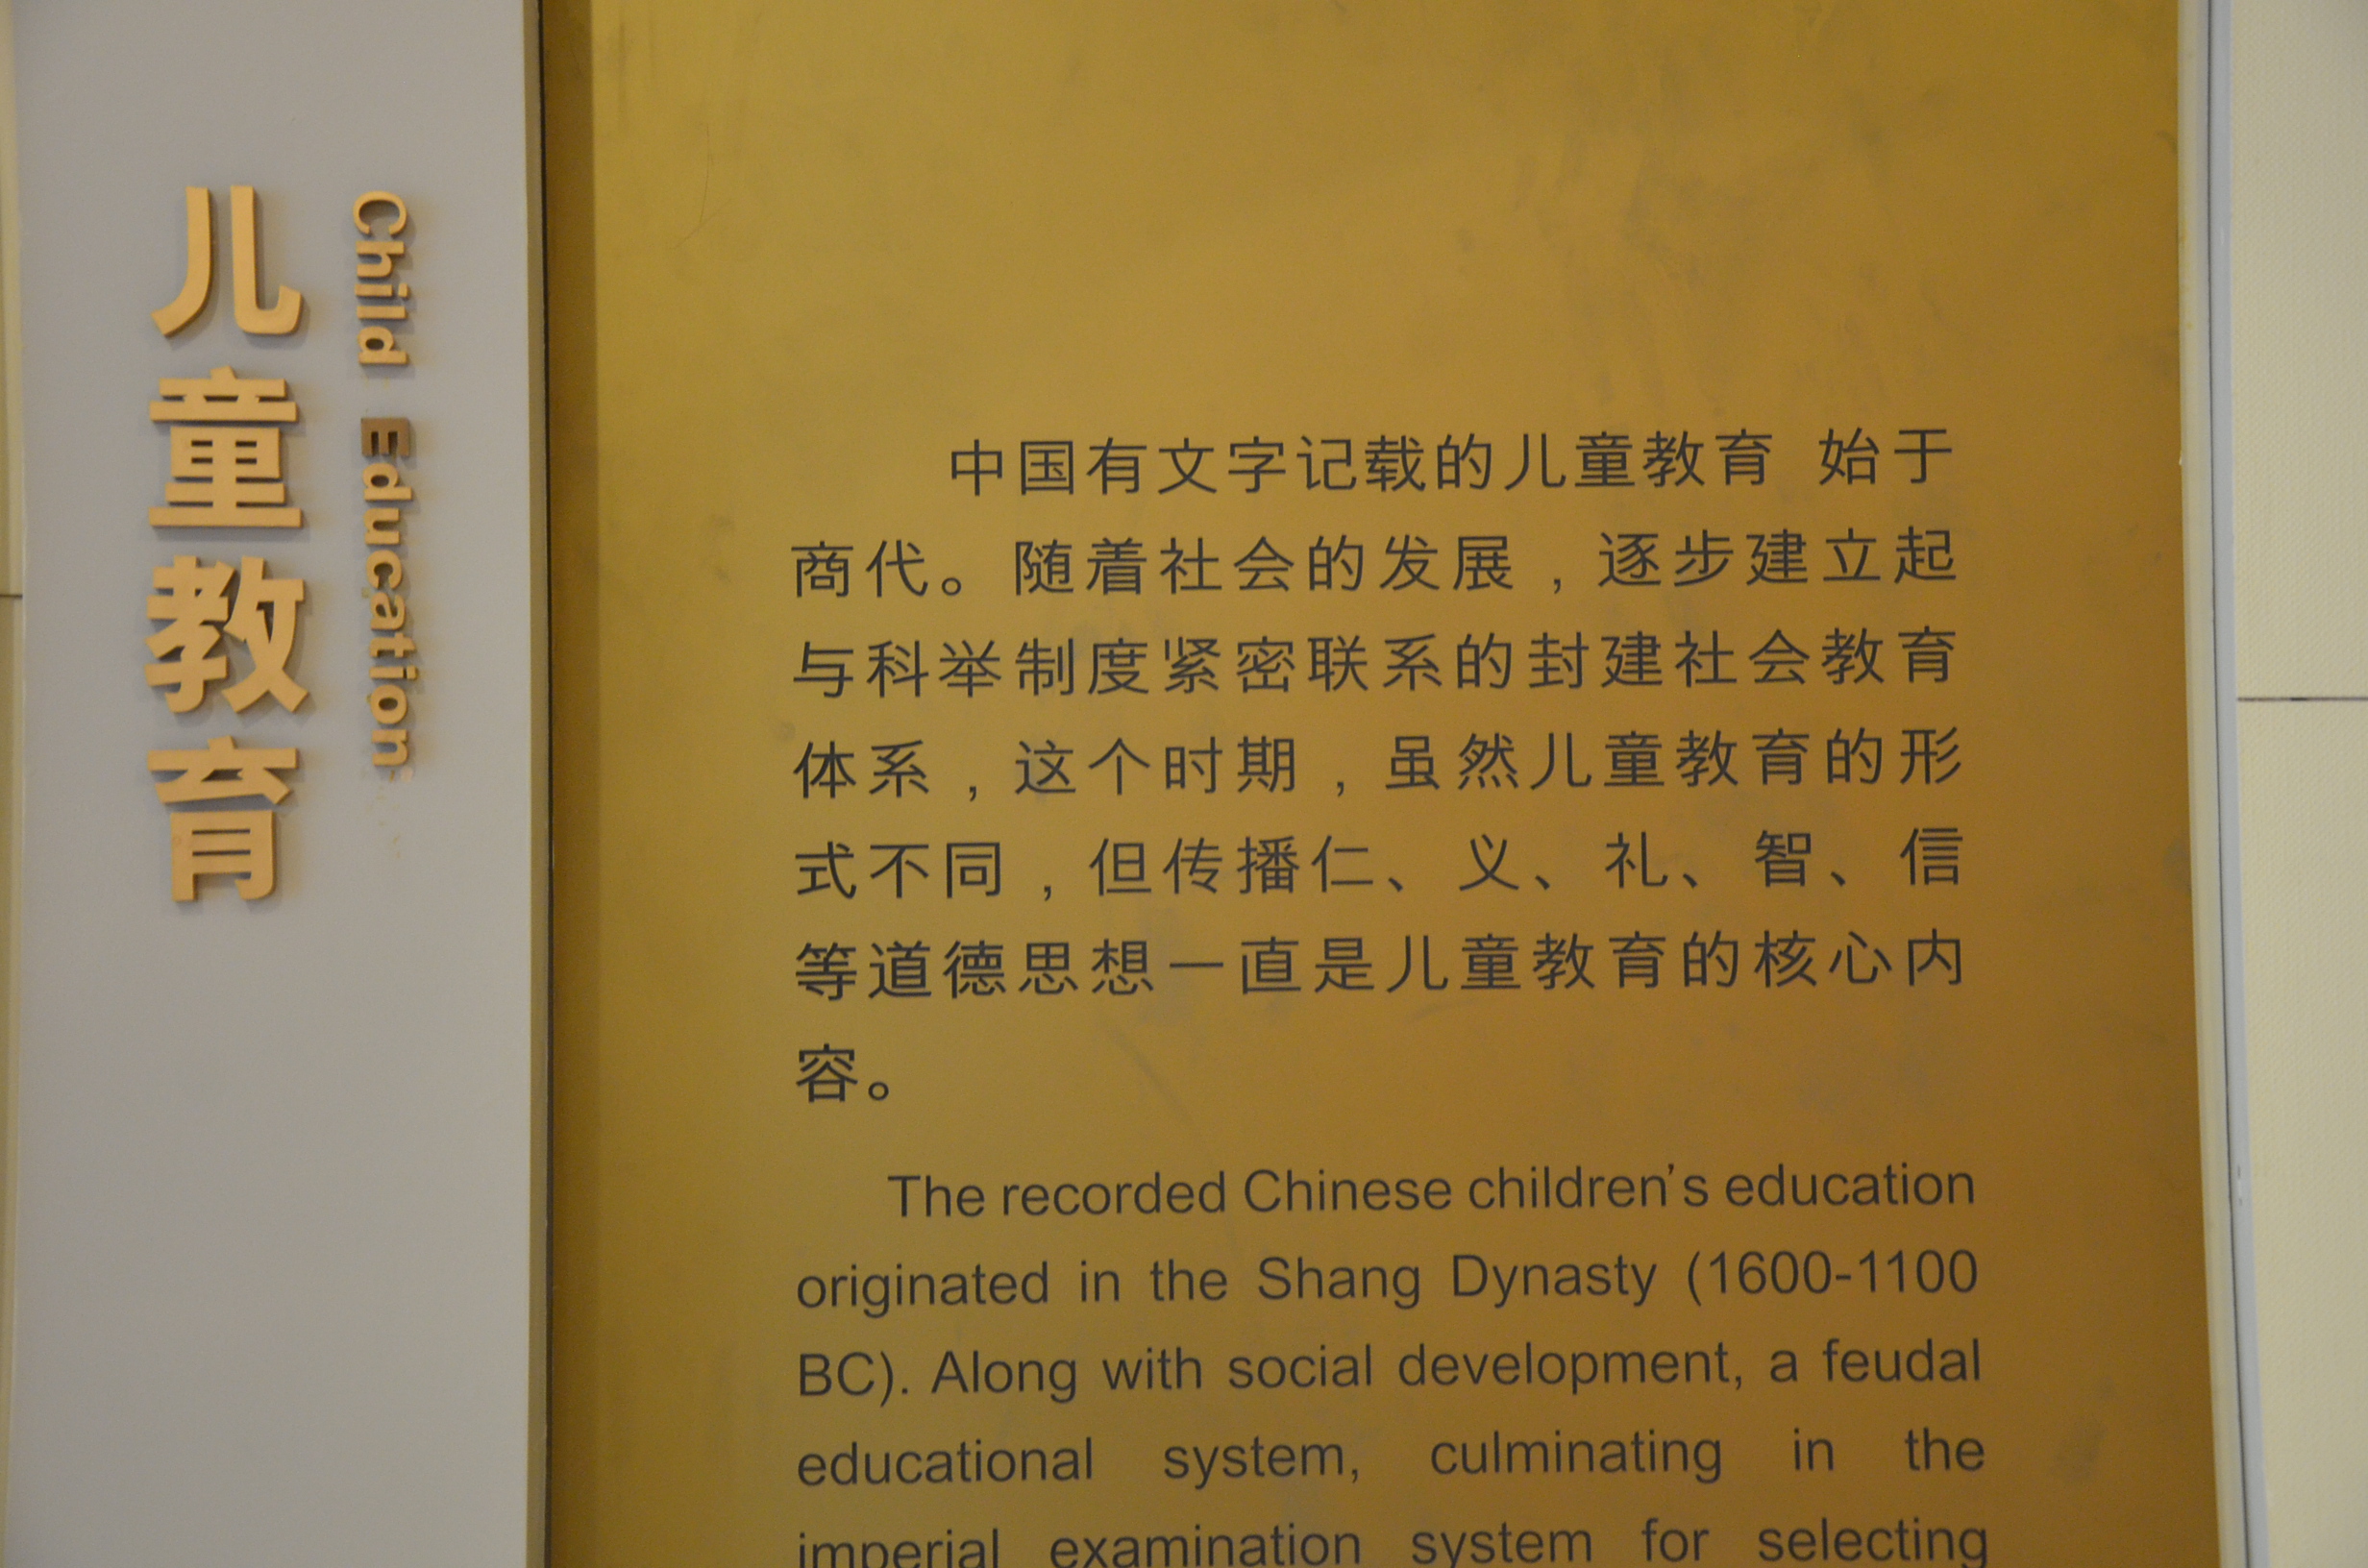 儿童教育
Child Education
中国有文字记载的儿童教育 始于
商代。随着社会的发展，逐步建立起
与科举制度紧密联系的封建社会教育
体系，这个时期，虽然儿童教育的形
式不同，但传播仁、义、礼、智、信
等道德思想一直是儿童教育的核心内
容。
The recorded Chinese children's education
originated in the Shang Dynasty (1600-1100
BC). Along with social development, a feudal
educational system, culminating in the
imperial examination system for selecting